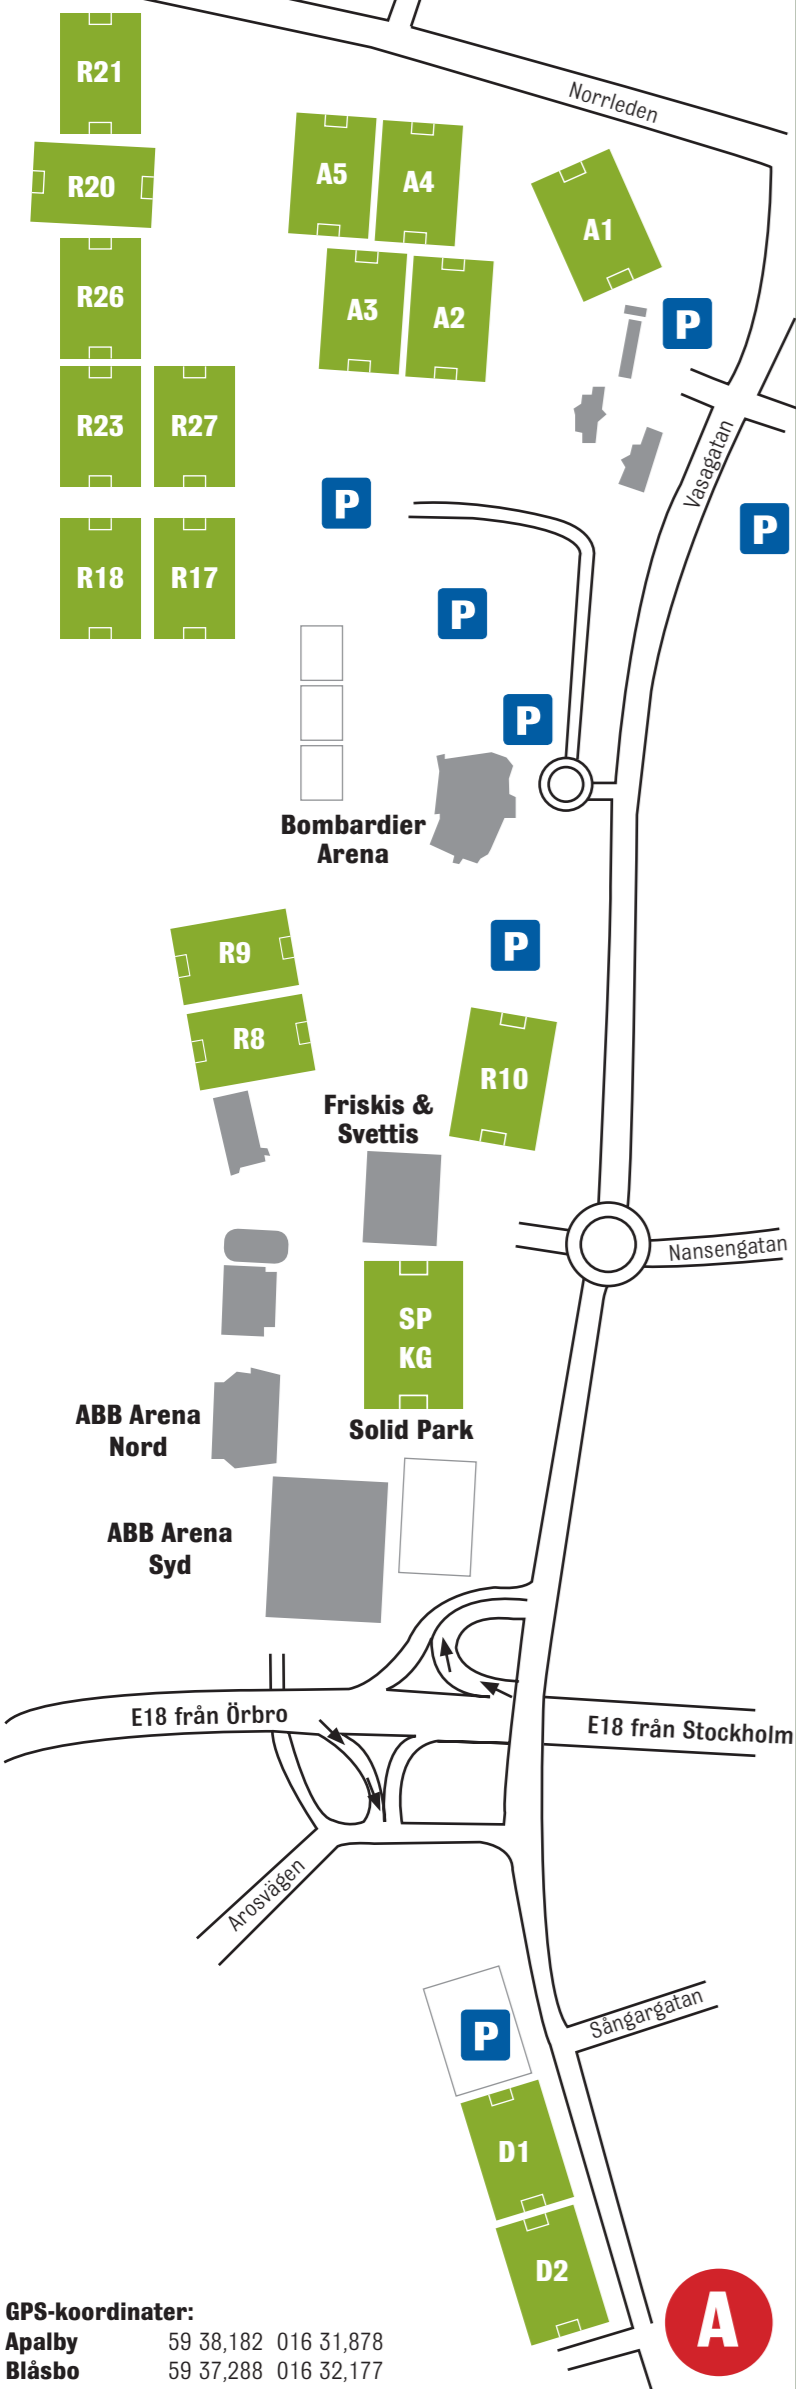 R21
Norrleden
R20
A5
A4
A1
R26
A3
A2
P
R23
R27
Vasagatan
P
P
R18
R17
P
P
Bombardier
Arena
R9
P
R8
R10
Friskis &
Svettis
Nansengatan
SP
KG
Solid Park
ABB Arena
Nord
ABB Arena
Syd
E18 från Örbro
E18 från Stockholm
Arosvägen
Sångargatan
P
D1
D2
A
GPS-koordinater:
Apalby 59 38,182 016 31,878
Blåsbo 59 37,288 016 32,177